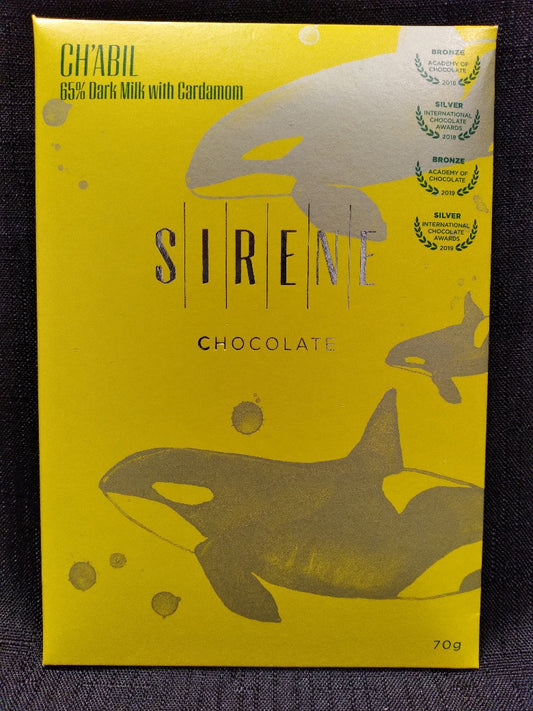 CH'ABIL
65% Dark Milk with Cardamom
BRONZE
ACADEMY OF
CHOCOLATE
2018
SILVER
INTERNATIONAL
CHOCOLATE
AWARDS
2018
BRONZE
ACADEMY OF
CHOCOLATE
2019
SILVER
INTERNATIONAL
CHOCOLATE
AWARDS
2019
SIRENE
CHOCOLATE
70g